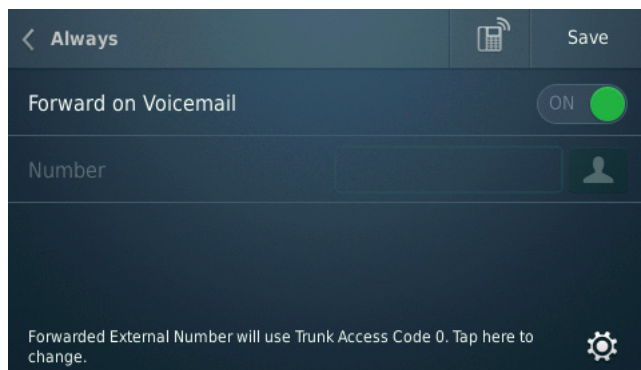 Always
Save
Forward on Voicemail
ON
Number
Forwarded External Number will use Trunk Access Code 0. Tap here to
change.